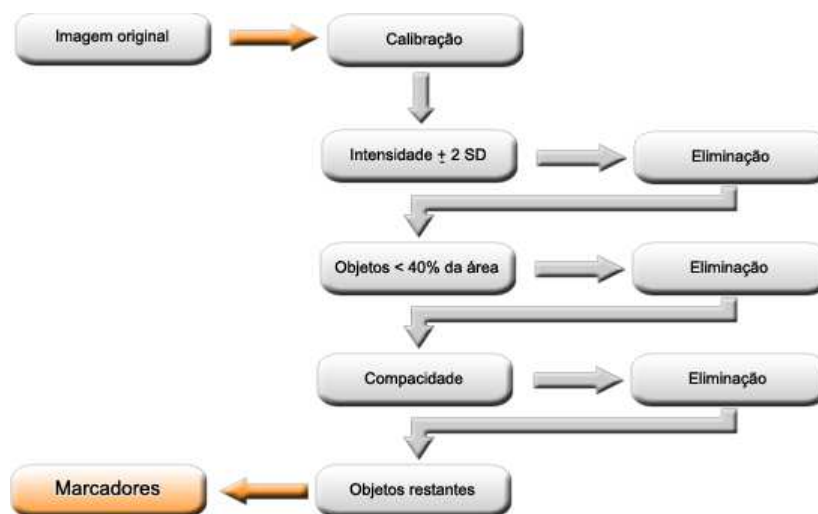 Imagem original
Calibração
Intensidade ± 2 SD
Eliminação
Objetos < 40% da área
Eliminação
Compacidade
Eliminação
Marcadores
Objetos restantes